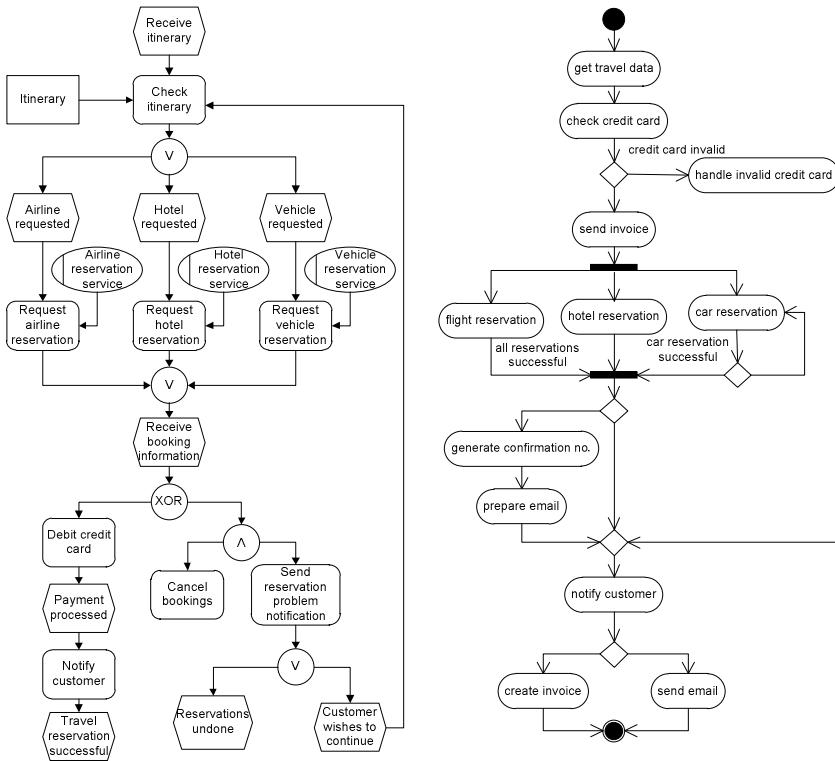 Receive
itinerary
Itinerary
Check
itinerary
V
Airline
requested
Hotel
requested
Vehicle
requested
Airline
reservation
service
Hotel
reservation
service
Vehicle
reservation
service
Request
airline
reservation
Request
hotel
reservation
Request
vehicle
reservation
V
Receive
booking
information
XOR
Debit credit
card
Λ
Cancel
bookings
Send
reservation
problem
notification
Payment
processed
Notify
customer
V
Travel
reservation
successful
Reservations
undone
Customer
wishes to
continue
get travel data
check credit card
credit card invalid
handle invalid credit card
send invoice
flight reservation
hotel reservation
car reservation
all reservations
successful
car reservation
successful
generate confirmation no.
prepare email
notify customer
create invoice
send email